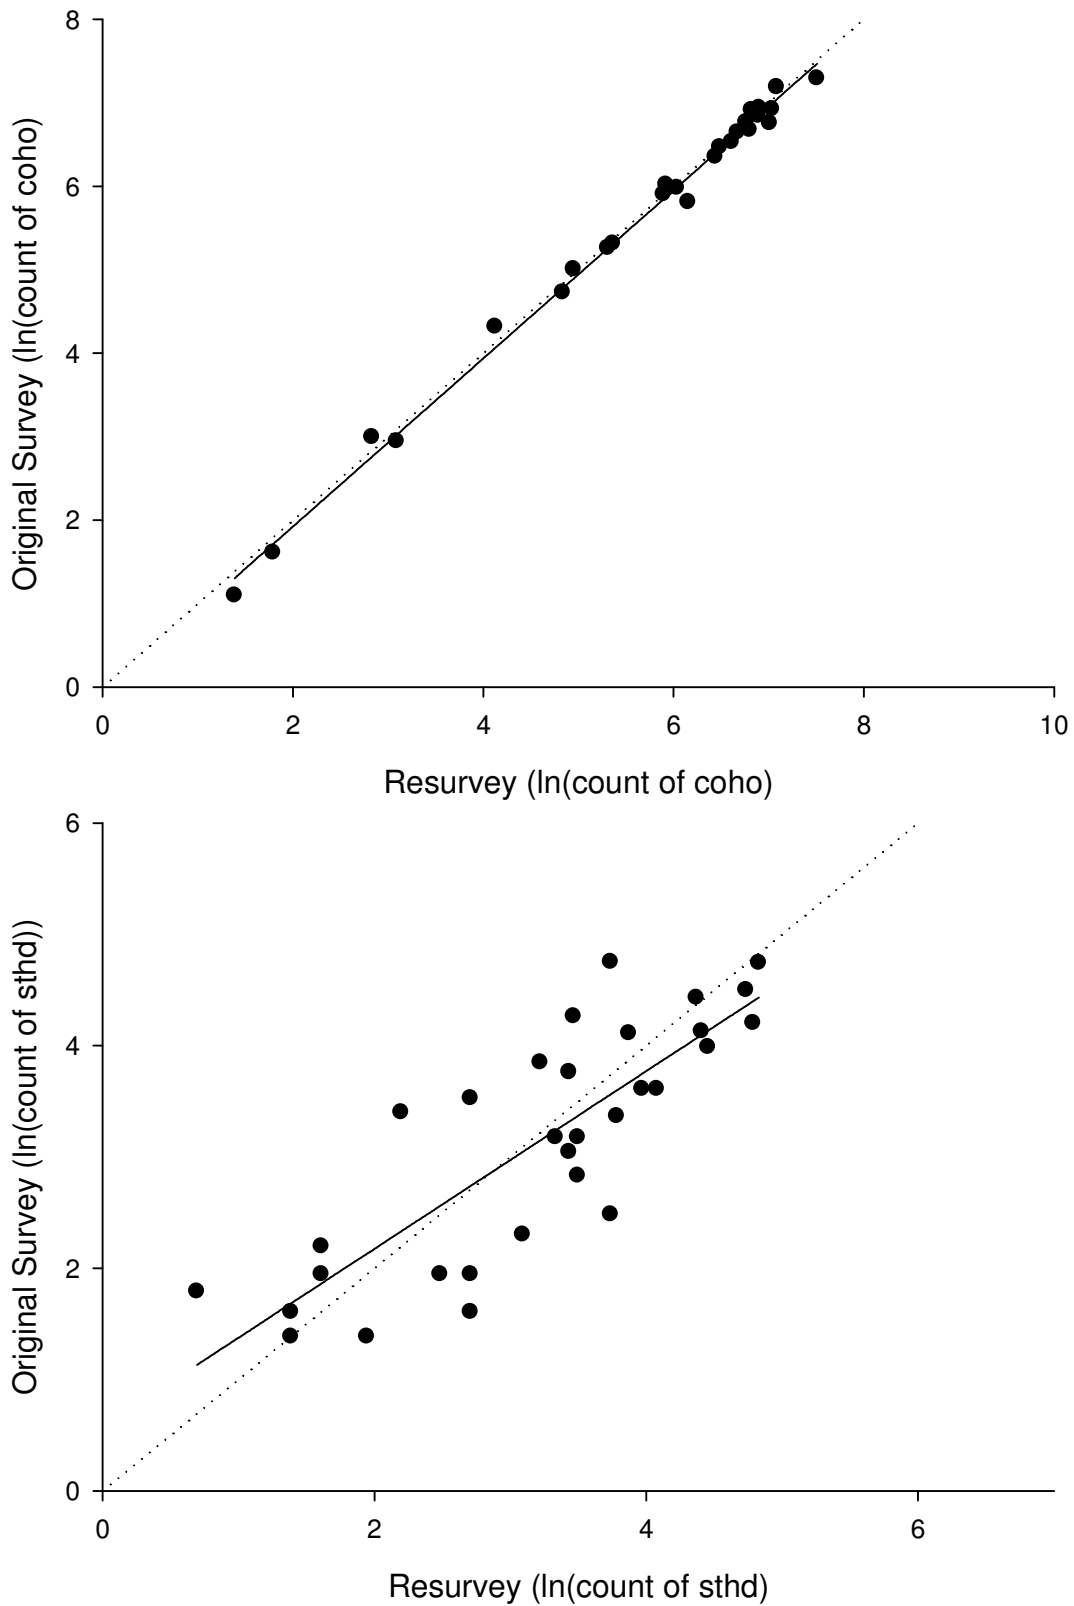 8
6
4
2
0
Original Survey (ln(count of coho)
0 2 4 6 8 10
Resurvey (ln(count of coho)
6
4
2
0
Original Survey (ln(count of sthd))
0 2 4 6
Resurvey (ln(count of sthd)